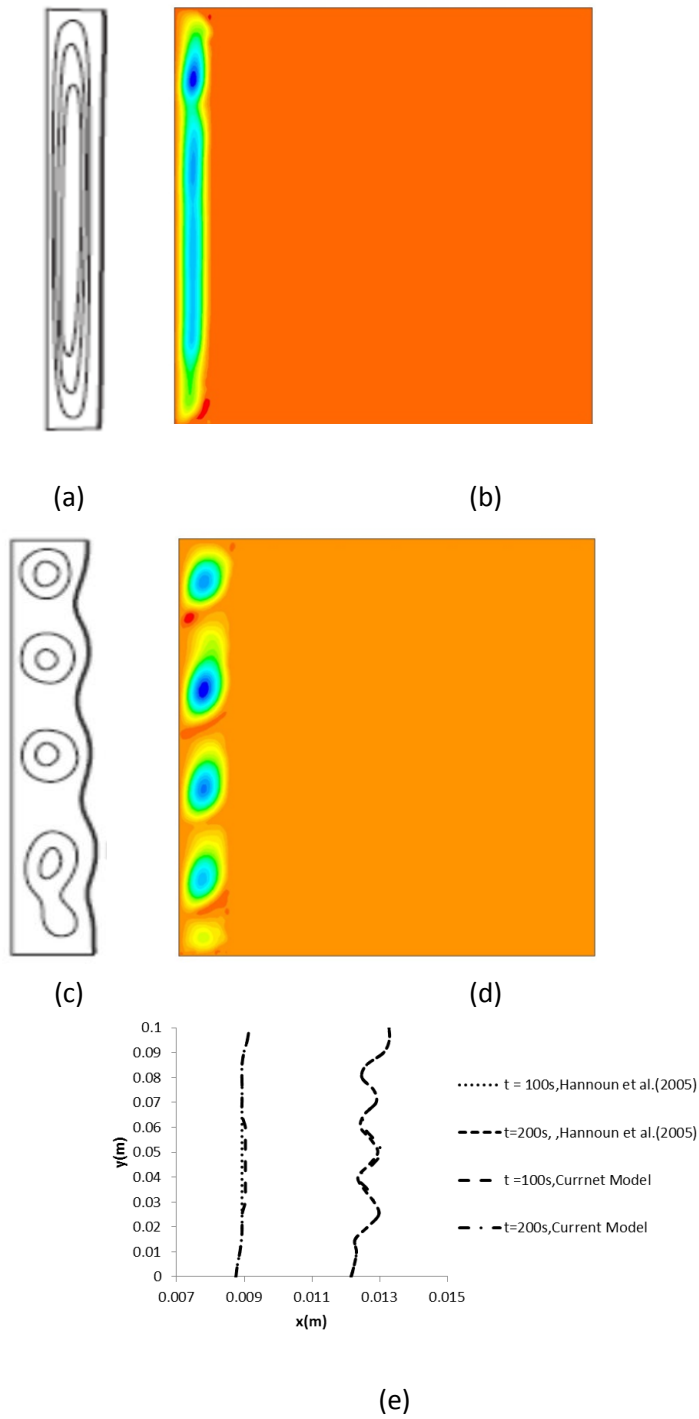 (a)
(b)
(c)
(d)
0.1
0.09
0.08
0.07
0.06
0.05
0.04
0.03
0.02
0.01
0
y(m)
0.007
0.009
0.011
0.013
0.015
x(m)
t = 100s,Hannoun et al.(2005)
t=200s, ,Hannoun et al.(2005)
t =100s,Currnet Model
t=200s,Current Model
(e)